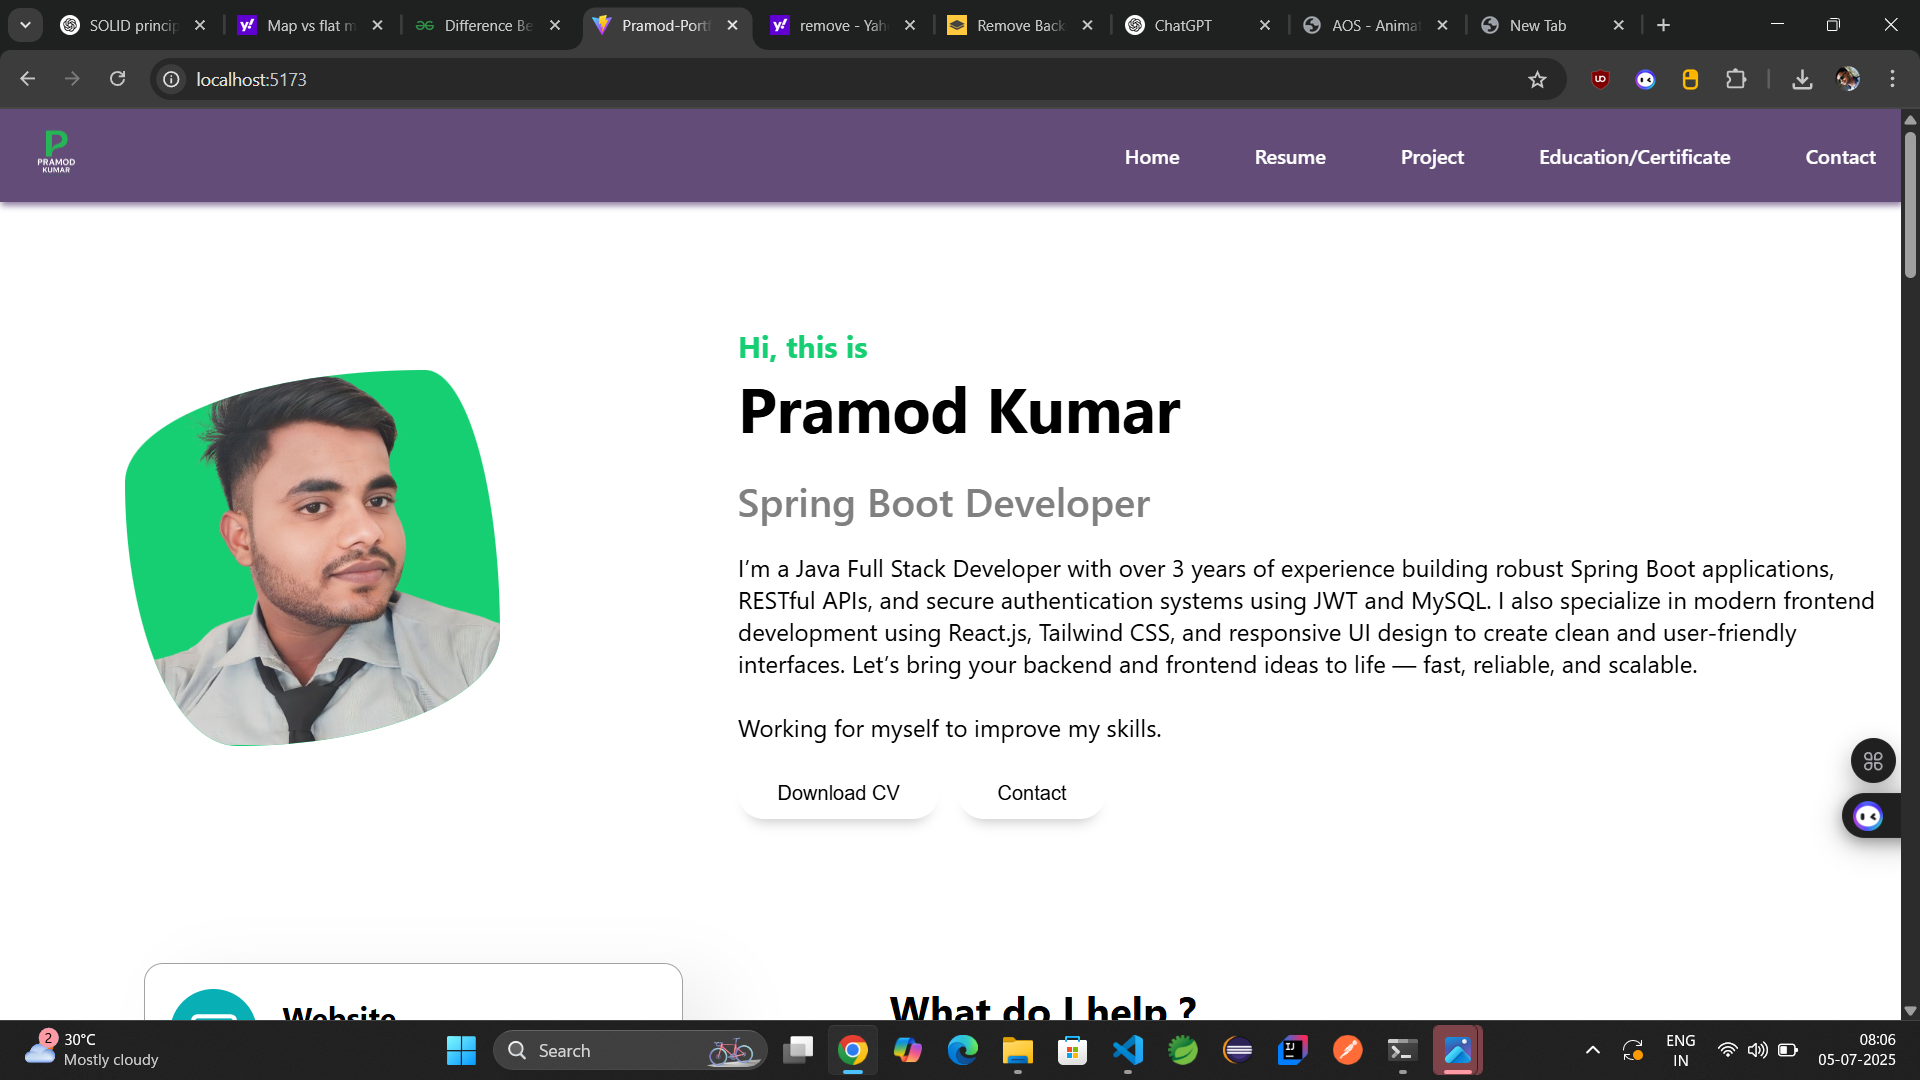 SOLID princip
Map vs flat m
Difference Be
Pramod-Portf
remove - Yah
Remove Back
ChatGPT
AOS - Animat
New Tab
localhost:5173
P
PRAMOD
KUMAR
Home
Resume
Project
Education/Certificate
Contact
Hi, this is
Pramod Kumar
Spring Boot Developer
I’m a Java Full Stack Developer with over 3 years of experience building robust Spring Boot applications,
RESTful APIs, and secure authentication systems using JWT and MySQL. I also specialize in modern frontend
development using React.js, Tailwind CSS, and responsive UI design to create clean and user-friendly
interfaces. Let’s bring your backend and frontend ideas to life — fast, reliable, and scalable.
Working for myself to improve my skills.
Download CV
Contact
Website
What do I help ?
2
30°C
Mostly cloudy
Search
ENG
IN
08:06
05-07-2025